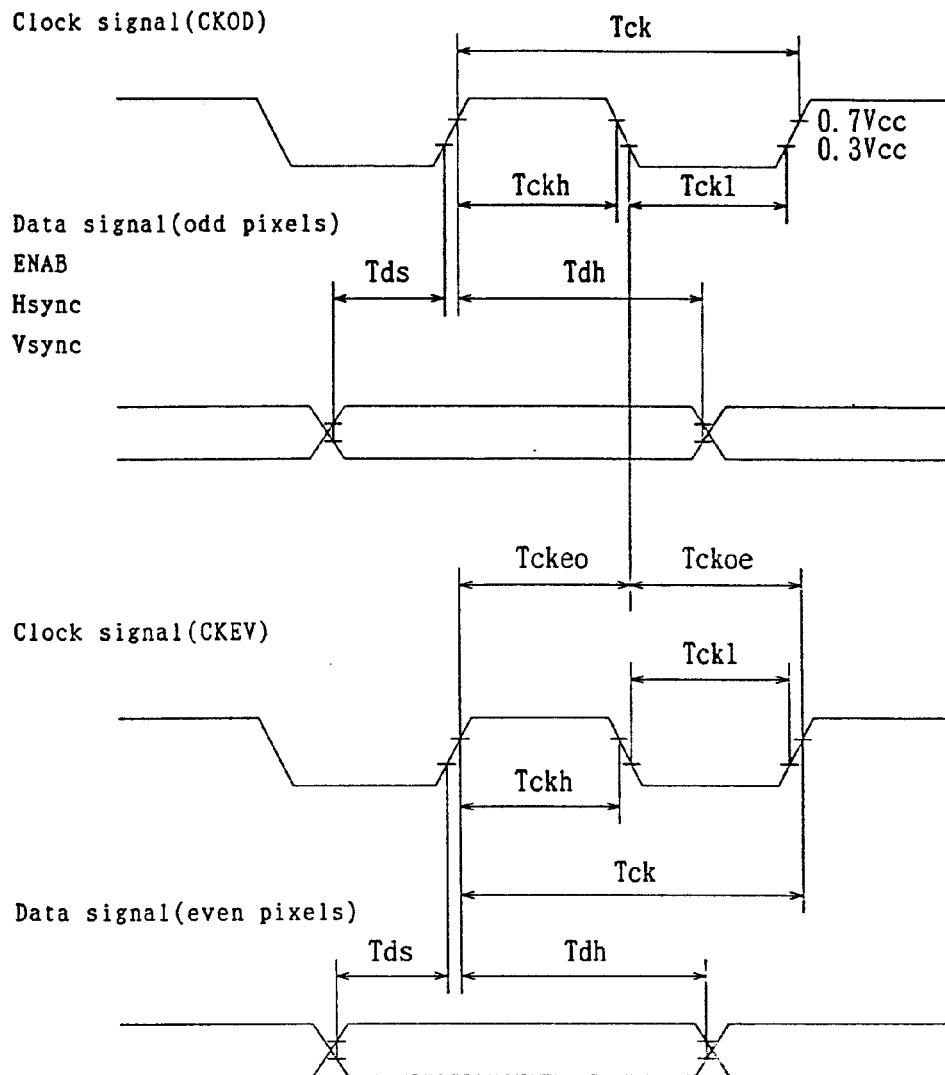 Clock signal(CKOD)
Tck
0.7Vcc
0.3Vcc
Tckh
Tckl
Data signal(odd pixels)
ENAB
Hsync
Vsync
Tds
Tdh
Tckeo
Tckoe
Clock signal(CKEV)
Tckl
Tckh
Tck
Data signal(even pixels)
Tds
Tdh